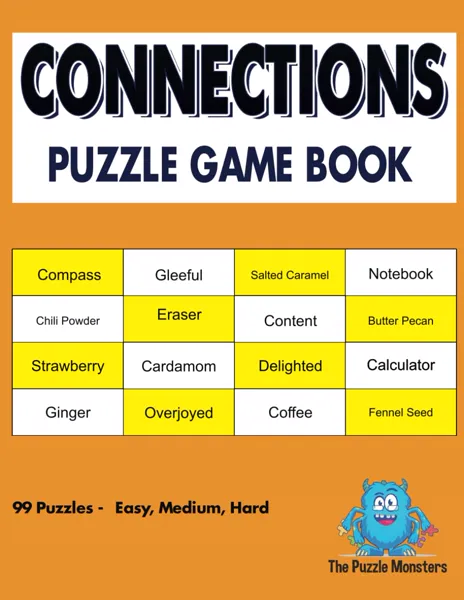 CONNECTIONS
PUZZLE GAME BOOK
Compass Gleeful Salted Caramel Notebook
Chili Powder Eraser Content Butter Pecan
Strawberry Cardamom Delighted Calculator
Ginger Overjoyed Coffee Fennel Seed
99 Puzzles - Easy, Medium, Hard
The Puzzle Monsters